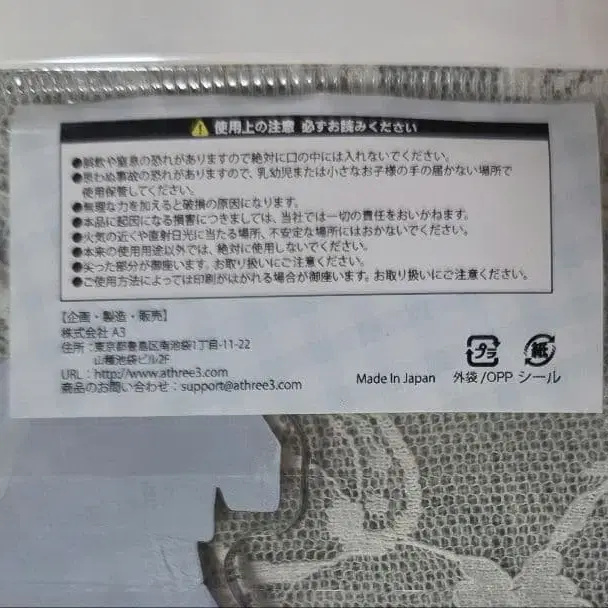 使用上の注意 必ずお読みください
●誤飲や窒息の恐れがありますので絶対に口の中には入れないでください。
●思わぬ事故の恐れがありますので、乳幼児または小さなお子様の手の届かない場所で
使用保管してください。
●無理な力を加えると破損の原因になります。
●本品に起因になる損害につきましては、当社では一切の責任をおいかねます。
●火気の近くや直射日光に当たる場所、不安定な場所にはおかないでください。
●本来の使用用途以外では、絶対に使用しないでください。
●尖った部分が御座います。お取り扱いにご注意ください。
●ご使用方法によっては印刷がはがれる場合が御座います。お取り扱いにご注意ください。
【企画・製造・販売】
株式会社 A3
住所：東京都豊島区南池袋1丁目-11-22
山種池袋ビル2F
URL：http://www.athree3.com
商品のお問い合わせ：support@athree3.com
Made In Japan
プラ 紙
外袋/OPP シール